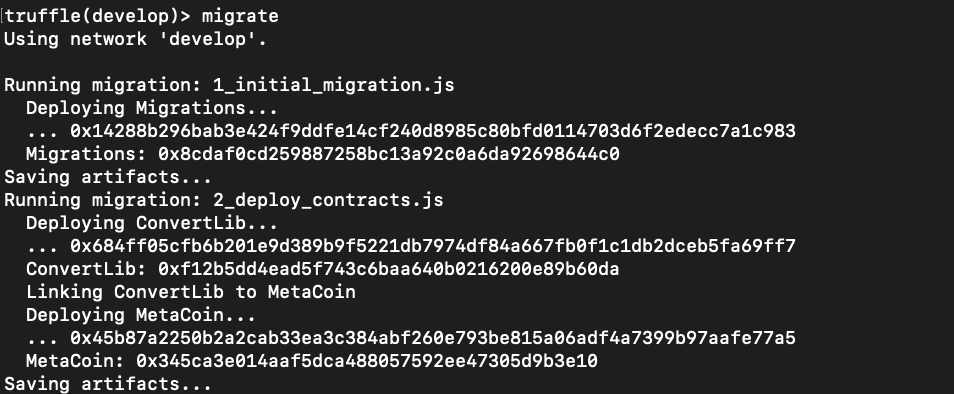 truffle(develop)> migrate
Using network 'develop'.
Running migration: 1_initial_migration.js
Deploying Migrations...
... 0x14288b296bab3e424f9ddfe14cf240d8985c80bfd0114703d6f2edecc7a1c983
Migrations: 0x8cdaf0cd259887258bc13a92c0a6da92698644c0
Saving artifacts...
Running migration: 2_deploy_contracts.js
Deploying ConvertLib...
... 0x684ff05cfb6b201e9d389b9f5221db7974df84a667fb0f1c1db2dceb5fa69ff7
ConvertLib: 0xf12b5dd4ead5f743c6baa640b0216200e89b60da
Linking ConvertLib to MetaCoin
Deploying MetaCoin...
... 0x45b87a2250b2a2cab33ea3c384abf260e793be815a06adf4a7399b97aafe77a5
MetaCoin: 0x345ca3e014aaf5dca488057592ee47305d9b3e10
Saving artifacts...